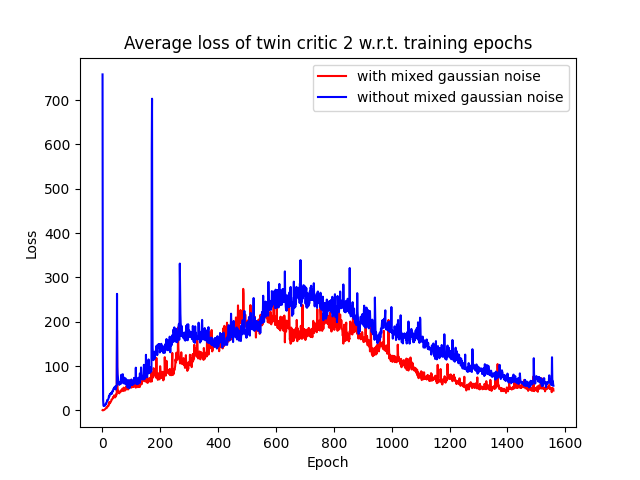 Average loss of twin critic 2 w.r.t. training epochs
with mixed gaussian noise
without mixed gaussian noise
700
600
500
400
300
200
100
0
Loss
0 200 400 600 800 1000 1200 1400 1600
Epoch